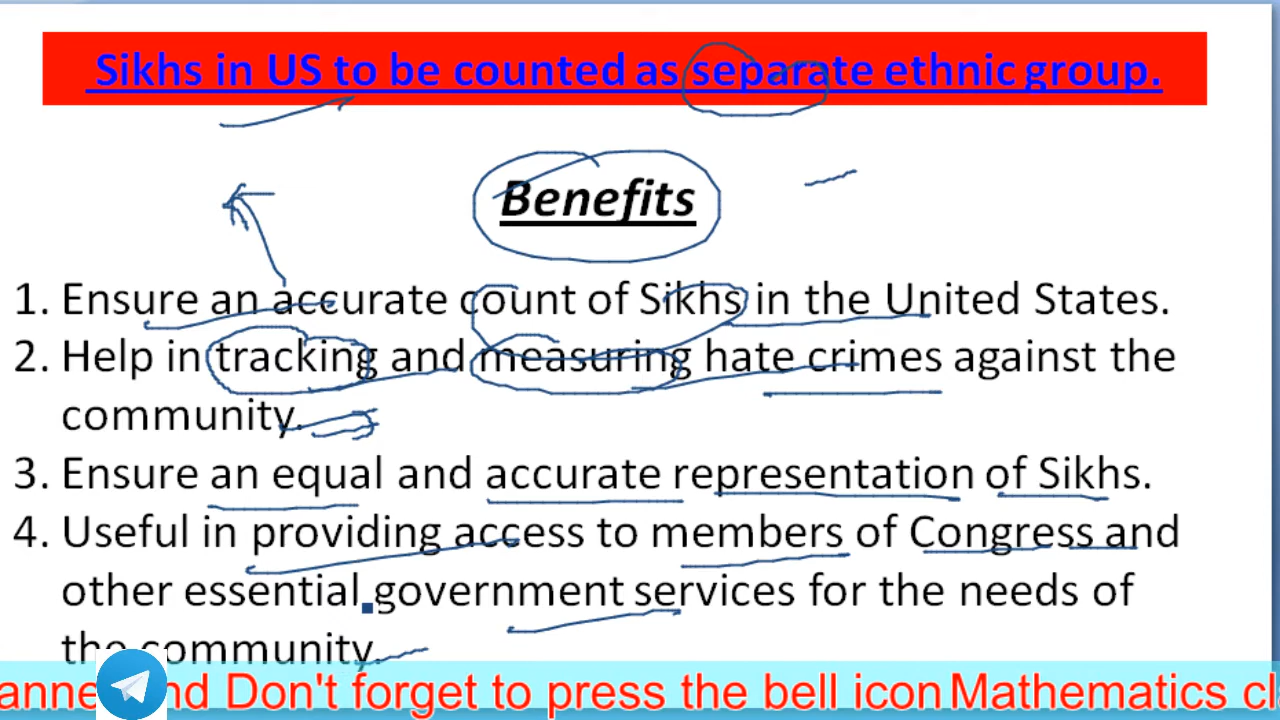 Sikhs in US to be counted as separate ethnic group.
Benefits
1. Ensure an accurate count of Sikhs in the United States.
2. Help in tracking and measuring hate crimes against the
community.
3. Ensure an equal and accurate representation of Sikhs.
4. Useful in providing access to members of Congress and
other essential government services for the needs of
the community.
And Don't forget to press the bell icon Mathematics